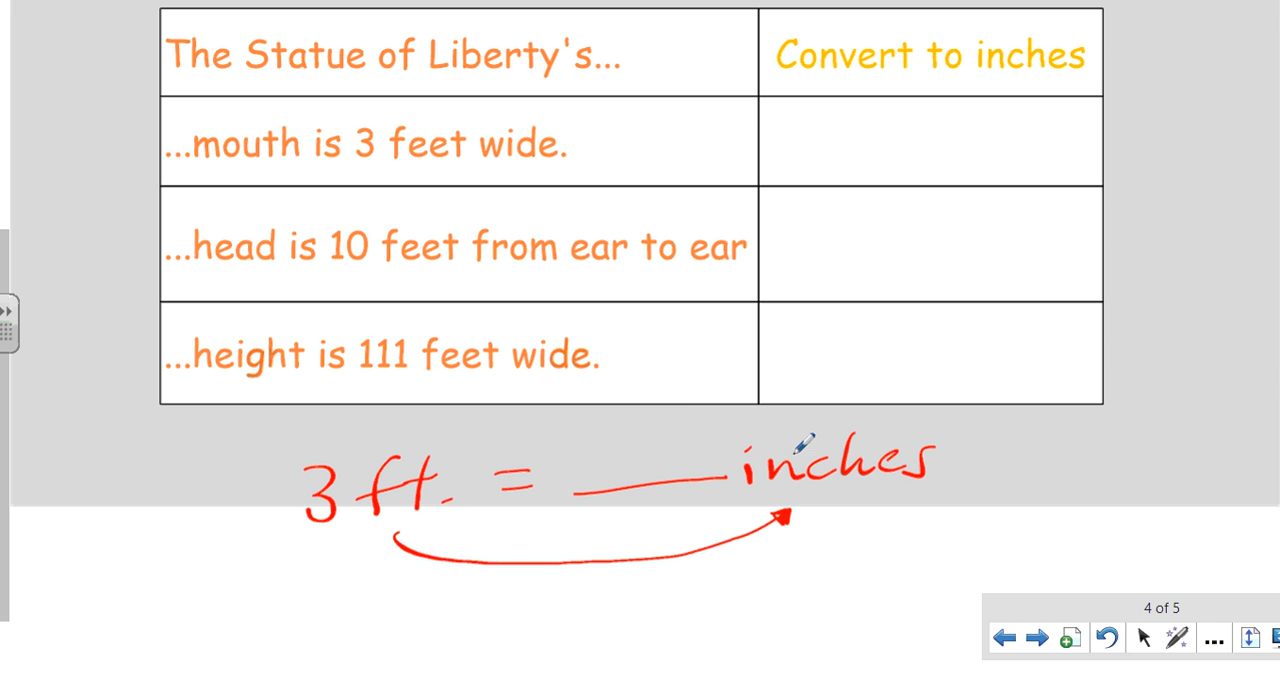 The Statue of Liberty's... Convert to inches
...mouth is 3 feet wide.
...head is 10 feet from ear to ear
...height is 111 feet wide.
3 ft. = ___ inches
4 of 5